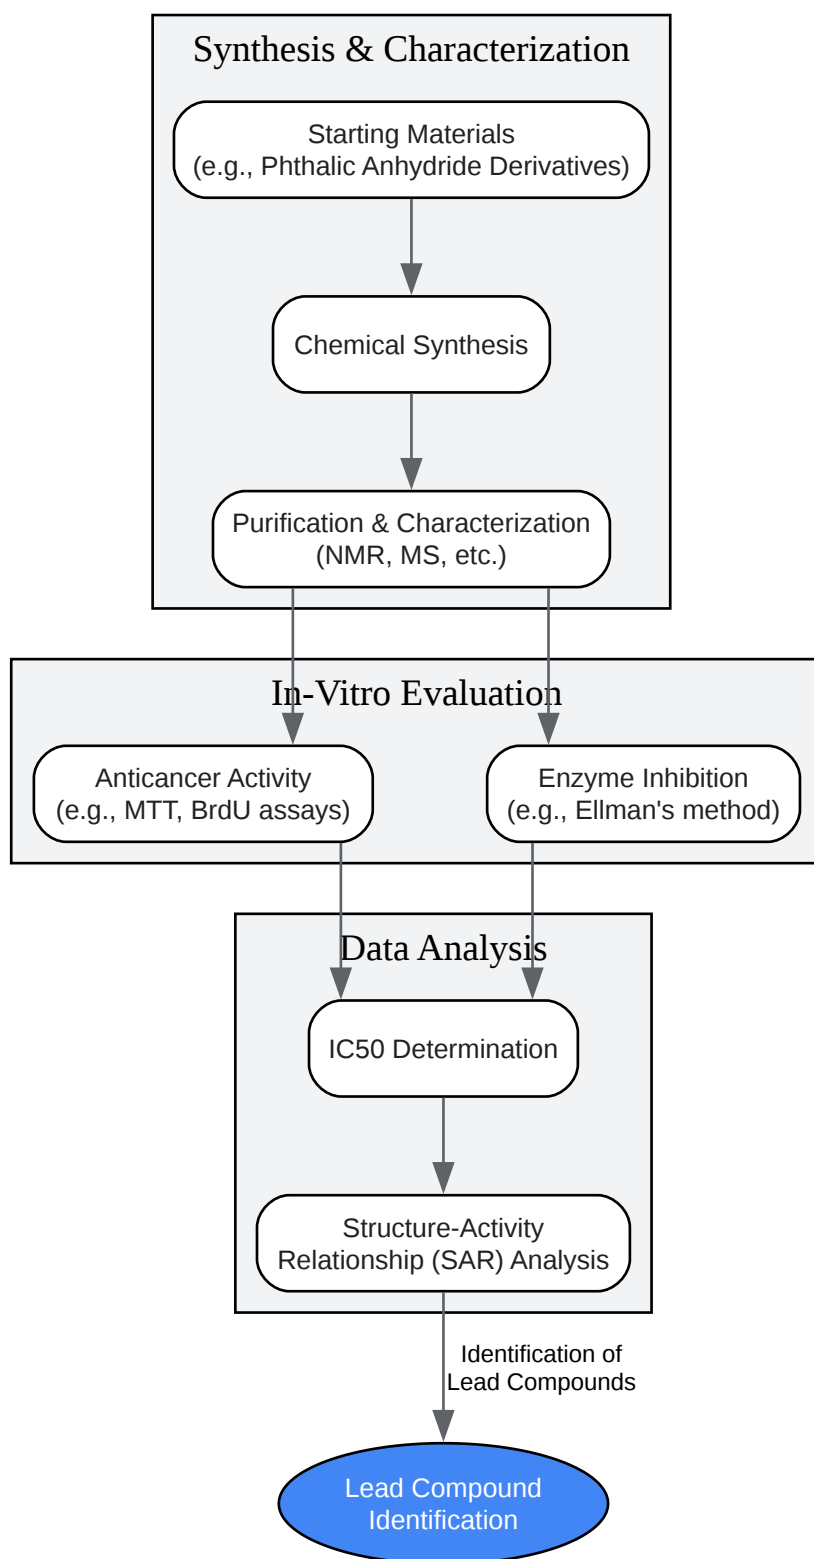 Synthesis & Characterization
Starting Materials
(e.g., Phthalic Anhydride Derivatives)
Chemical Synthesis
Purification & Characterization
(NMR, MS, etc.)
In-Vitro Evaluation
Anticancer Activity
(e.g., MTT, BrdU assays)
Enzyme Inhibition
(e.g., Ellman's method)
Data Analysis
IC50 Determination
Structure-Activity
Relationship (SAR) Analysis
Identification of
Lead Compounds
Lead Compound
Identification